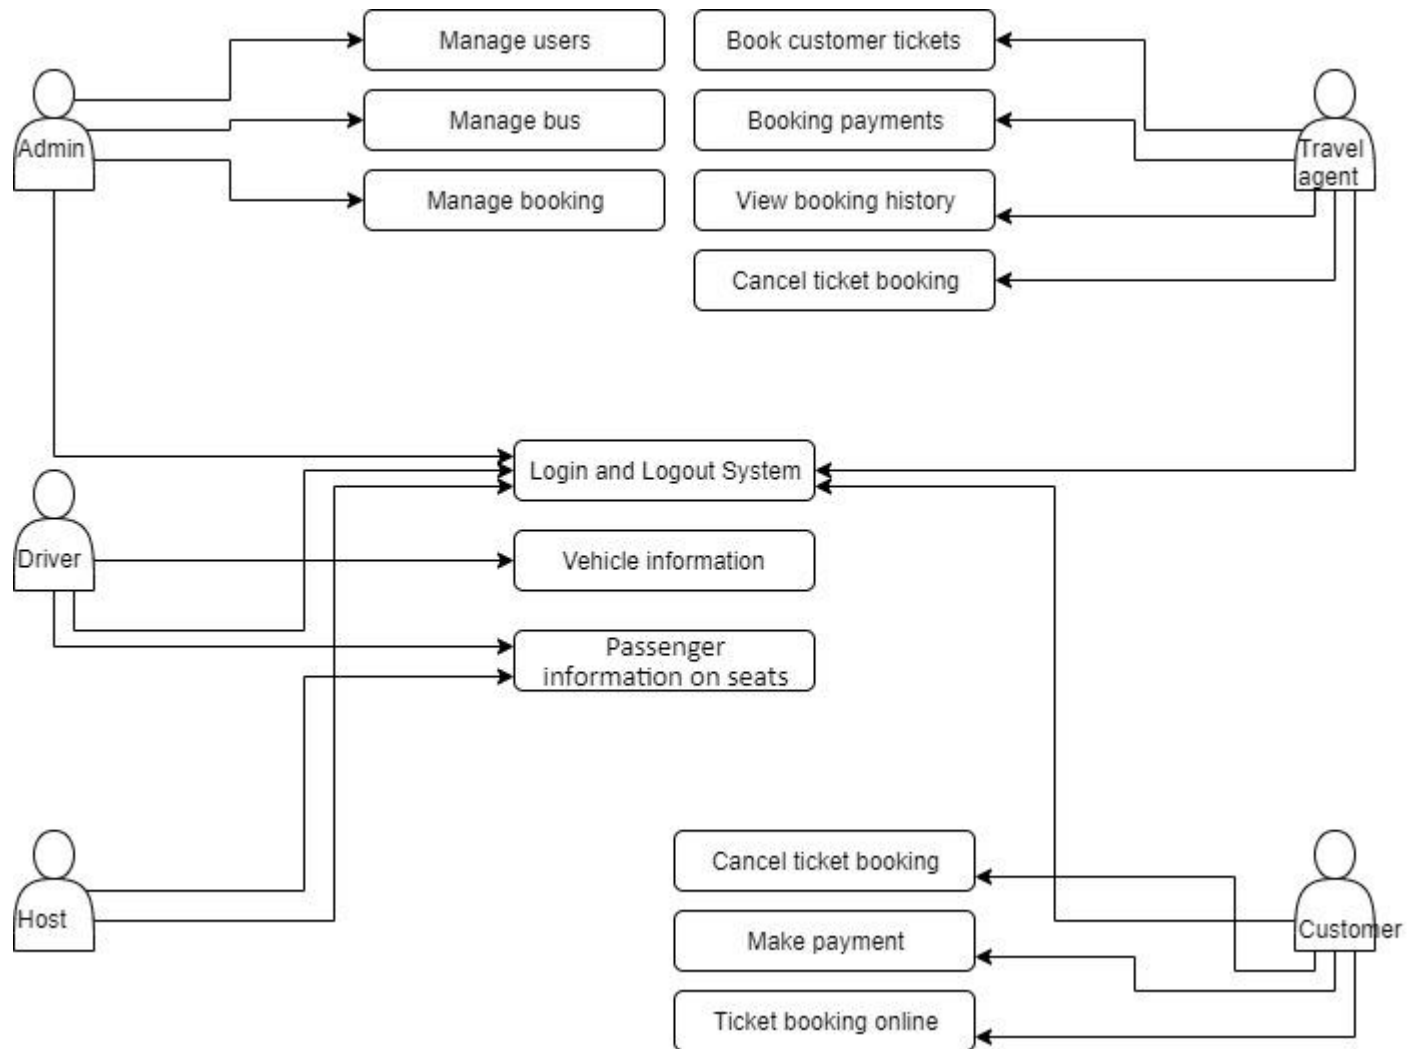 Manage users
Book customer tickets
Manage bus
Booking payments
Admin
Travel
agent
Manage booking
View booking history
Cancel ticket booking
Login and Logout System
Driver
Vehicle information
Passenger
information on seats
Cancel ticket booking
Host
Make payment
Customer
Ticket booking online